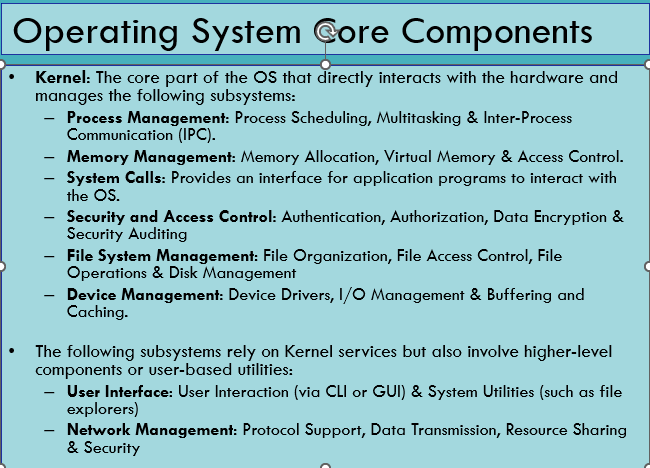 Operating System Core Components
• Kernel: The core part of the OS that directly interacts with the hardware and
manages the following subsystems:
– Process Management: Process Scheduling, Multitasking & Inter-Process
Communication (IPC).
– Memory Management: Memory Allocation, Virtual Memory & Access Control.
– System Calls: Provides an interface for application programs to interact with
the OS.
– Security and Access Control: Authentication, Authorization, Data Encryption &
Security Auditing
– File System Management: File Organization, File Access Control, File
Operations & Disk Management
– Device Management: Device Drivers, I/O Management & Buffering and
Caching.
• The following subsystems rely on Kernel services but also involve higher-level
components or user-based utilities:
– User Interface: User Interaction (via CLI or GUI) & System Utilities (such as file
explorers)
– Network Management: Protocol Support, Data Transmission, Resource Sharing
& Security